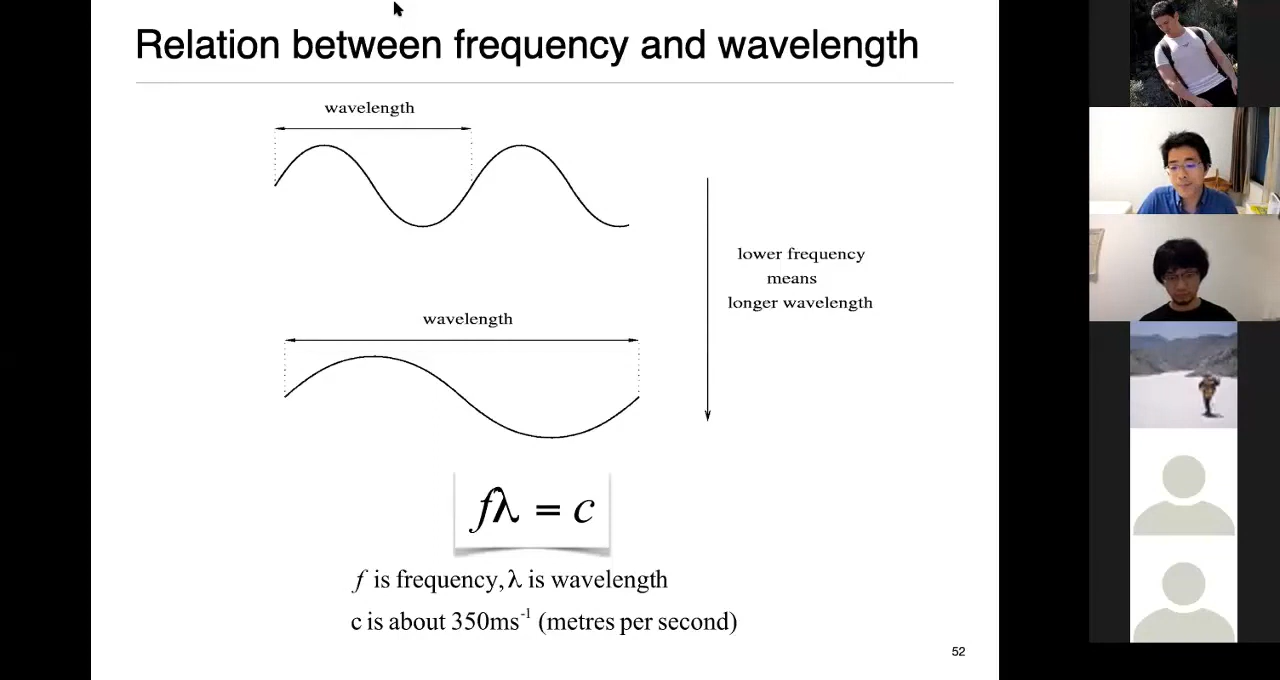 Relation between frequency and wavelength
wavelength
lower frequency
means
longer wavelength
wavelength
fλ = c
f is frequency, λ is wavelength
c is about 350ms⁻¹ (metres per second)
52